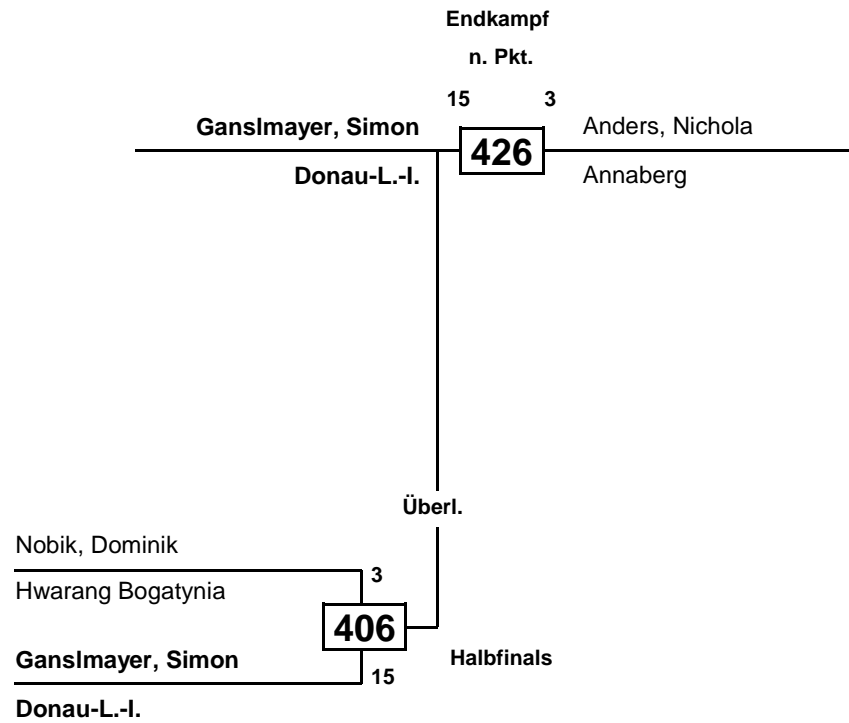 Endkampf
n. Pkt.
15 3
Ganslmayer, Simon 426 Anders, Nichola
Donau-L.-I. Annaberg
Überl.
Nobik, Dominik
3
Hwarang Bogatynia
406
Ganslmayer, Simon Halbfinals
15
Donau-L.-I.